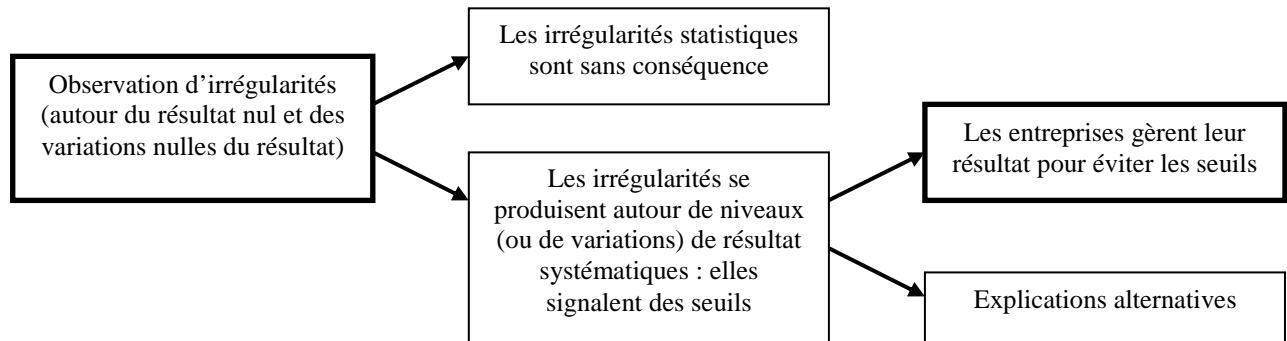 Observation d’irrégularités
(autour du résultat nul et des
variations nulles du résultat)
Les irrégularités statistiques
sont sans conséquence
Les irrégularités se
produisent autour de niveaux
(ou de variations) de résultat
systématiques : elles
signalent des seuils
Les entreprises gèrent leur
résultat pour éviter les seuils
Explications alternatives